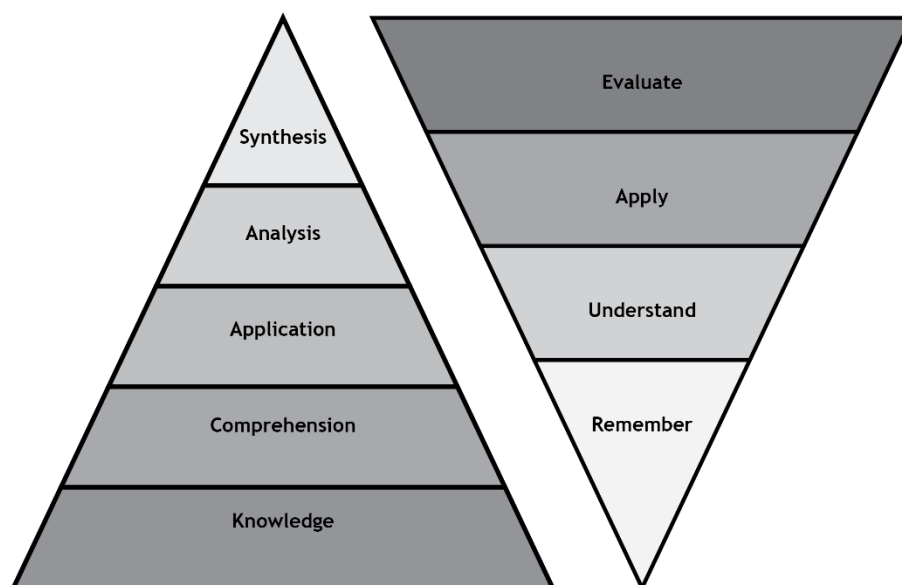 Synthesis
Analysis
Application
Comprehension
Knowledge
Evaluate
Apply
Understand
Remember